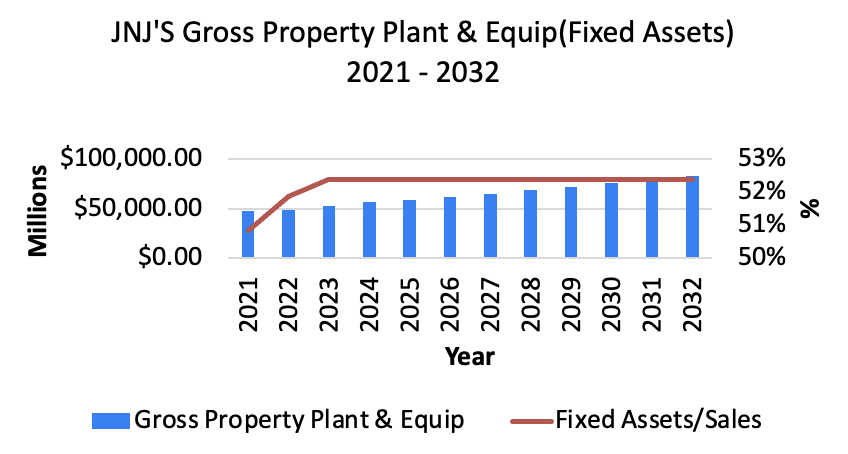 JNJ'S Gross Property Plant & Equip(Fixed Assets)
2021 - 2032
Millions
$100,000.00
$50,000.00
$0.00
53%
52%
51%
50%
%
2021 2022 2023 2024 2025 2026 2027 2028 2029 2030 2031 2032
Year
Gross Property Plant & Equip Fixed Assets/Sales